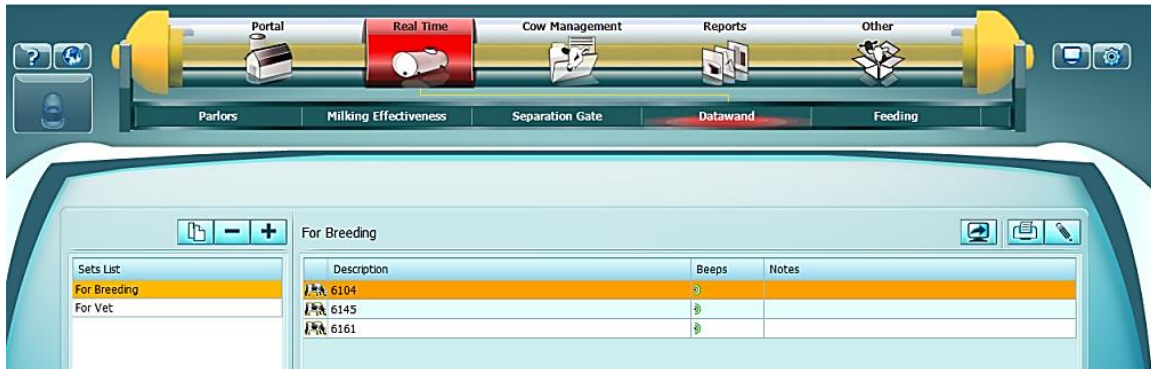 Portal Real Time Cow Management Reports Other
?
Parlors Milking Effectiveness Separation Gate Datawand Feeding
For Breeding
Sets List
For Breeding
For Vet
Description Beeps Notes
6104
6145
6161